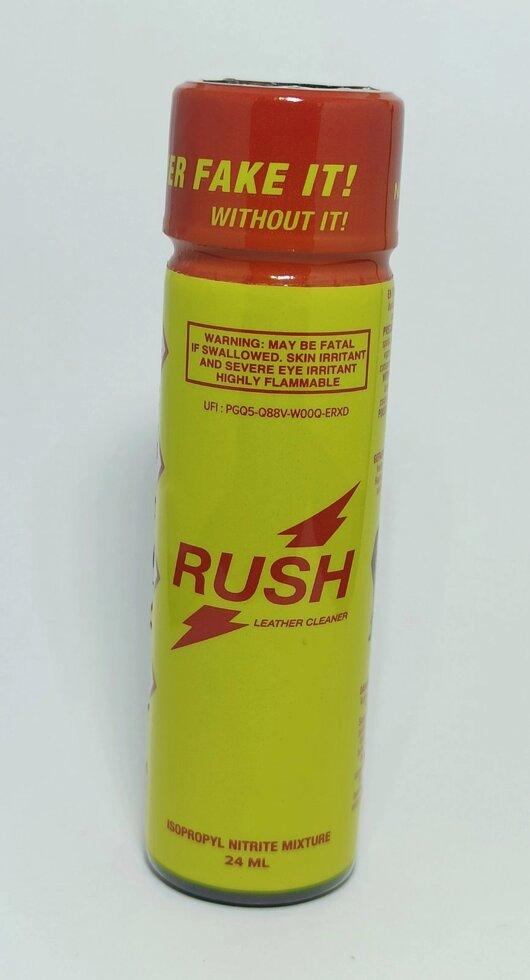 ER FAKE IT!
WITHOUT IT!
WARNING: MAY BE FATAL
IF SWALLOWED. SKIN IRRITANT
AND SEVERE EYE IRRITANT
HIGHLY FLAMMABLE
UFI : PGQ5-Q88V-W00Q-ERXD
RUSH
LEATHER CLEANER
ISOPROPYL NITRITE MIXTURE
24 ML